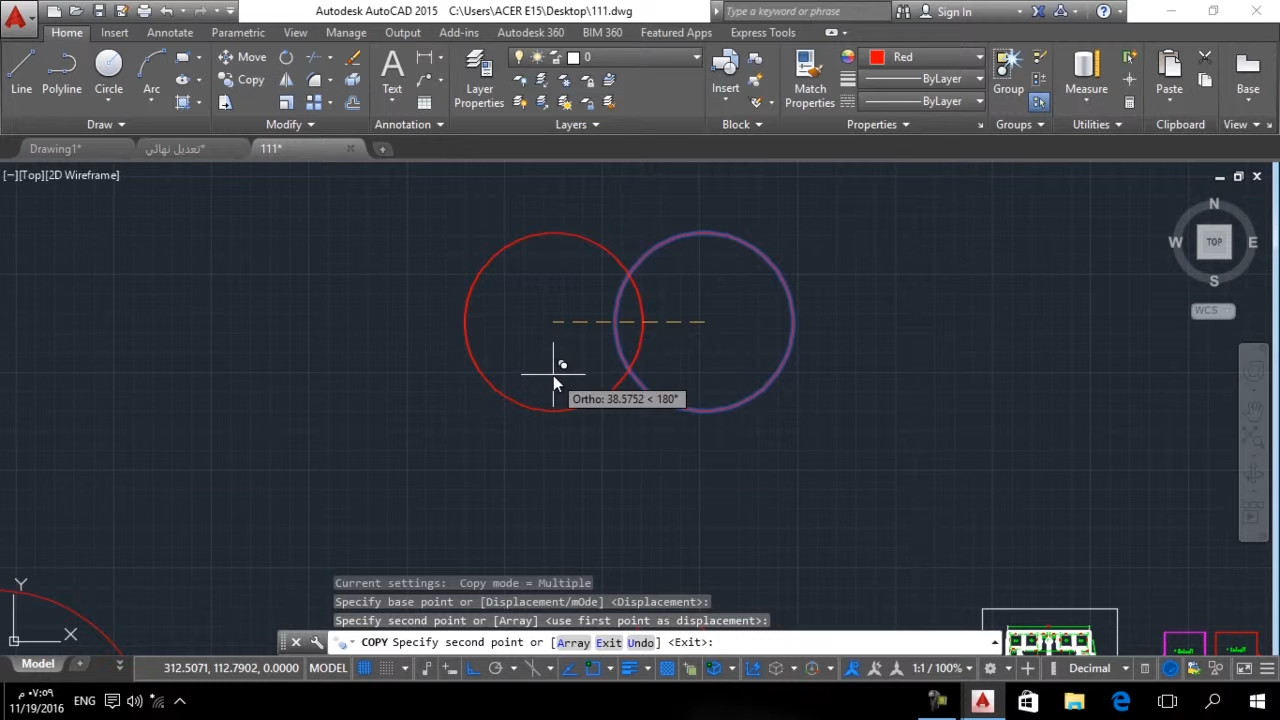 Autodesk AutoCAD 2015 C:\Users\ACER E15\Desktop\111.dwg
Type a keyword or phrase
Sign In
Home Insert Annotate Parametric View Manage Output Add-ins Autodesk 360 BIM 360 Featured Apps Express Tools
Line Polyline Circle Arc
Move
Copy
Text
Layer Properties
0
Insert
Match Properties
Red
ByLayer
ByLayer
Group
Measure
Paste
Base
Draw Modify Annotation Layers Block Properties Groups Utilities Clipboard View
Drawing1* تعديل نهائي* 111*
[−][Top][2D Wireframe]
N
W TOP E
S
WCS
Ortho: 38.5752 < 180°
Y
X
Current settings: Copy mode = Multiple
Specify base point or [Displacement/mOde] <Displacement>:
Specify second point or [Array] <use first point as displacement>:
COPY Specify second point or [Array Exit Undo] <Exit>:
Model
312.5071, 112.7902, 0.0000 MODEL 1:1 / 100% Decimal
ENG
م ٠٧:٥٩
11/19/2016